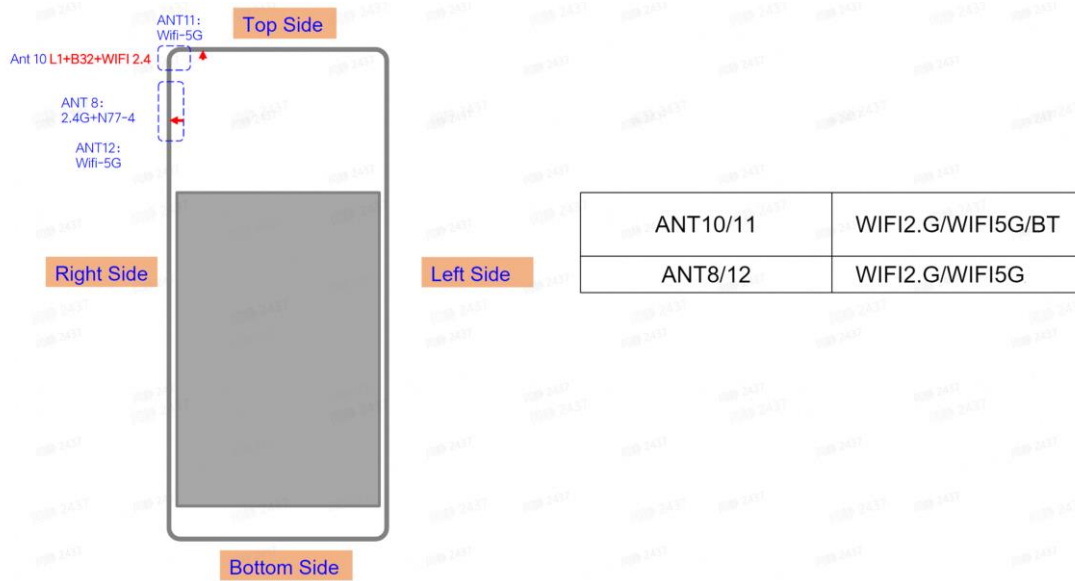 ANT11:
Wifi-5G
Top Side
Ant 10 L1+B32+WIFI 2.4
ANT 8:
2.4G+N77-4
ANT12:
Wifi-5G
Right Side
Left Side
ANT10/11 WIFI2.G/WIFI5G/BT
ANT8/12 WIFI2.G/WIFI5G
Bottom Side